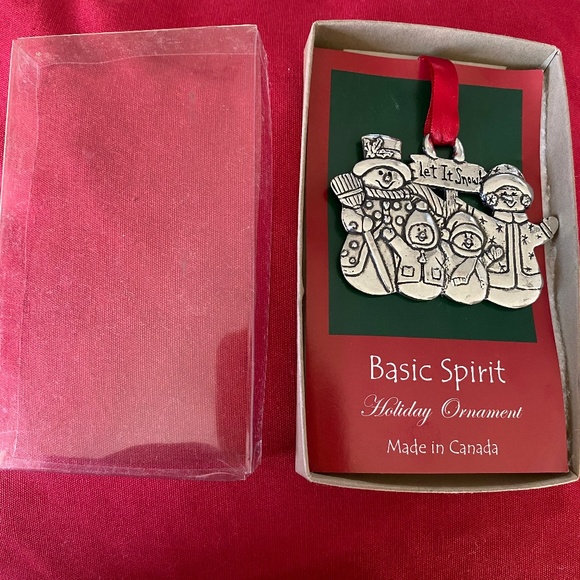 Let It Snow!
Basic Spirit
Holiday Ornament
Made in Canada